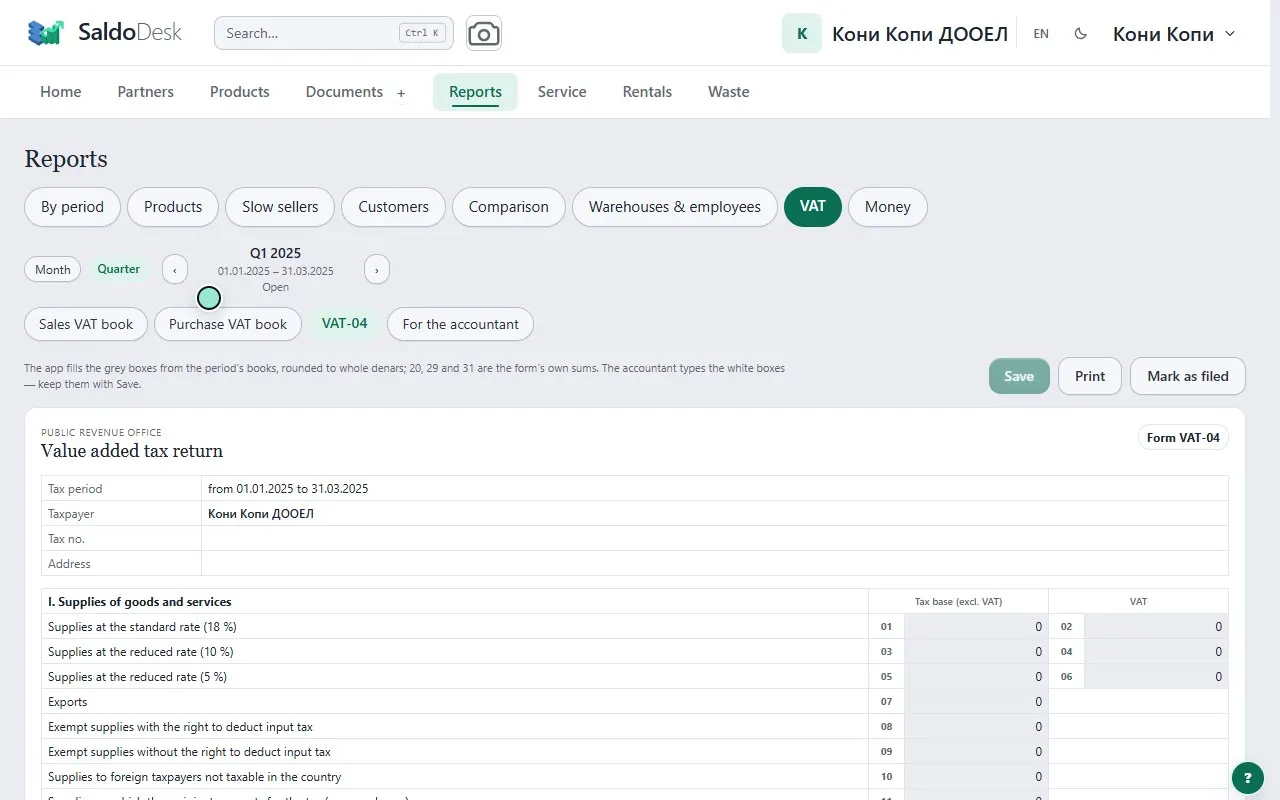 SaldoDesk
Search... Ctrl K
K Кони Копи ДООЕЛ EN Кони Копи
Home Partners Products Documents + Reports Service Rentals Waste
Reports
By period Products Slow sellers Customers Comparison Warehouses & employees VAT Money
Month Quarter ‹ Q1 2025 ›
01.01.2025 – 31.03.2025
Open
Sales VAT book Purchase VAT book VAT-04 For the accountant
The app fills the grey boxes from the period's books, rounded to whole denars; 20, 29 and 31 are the form's own sums. The accountant types the white boxes
— keep them with Save.
Save Print Mark as filed
PUBLIC REVENUE OFFICE
Value added tax return
Form VAT-04
Tax period from 01.01.2025 to 31.03.2025
Taxpayer Кони Копи ДООЕЛ
Tax no.
Address
I. Supplies of goods and services Tax base (excl. VAT) VAT
Supplies at the standard rate (18 %) 01 0 02 0
Supplies at the reduced rate (10 %) 03 0 04 0
Supplies at the reduced rate (5 %) 05 0 06 0
Exports 07 0
Exempt supplies with the right to deduct input tax 08 0
Exempt supplies without the right to deduct input tax 09 0
Supplies to foreign taxpayers not taxable in the country 10 0
?